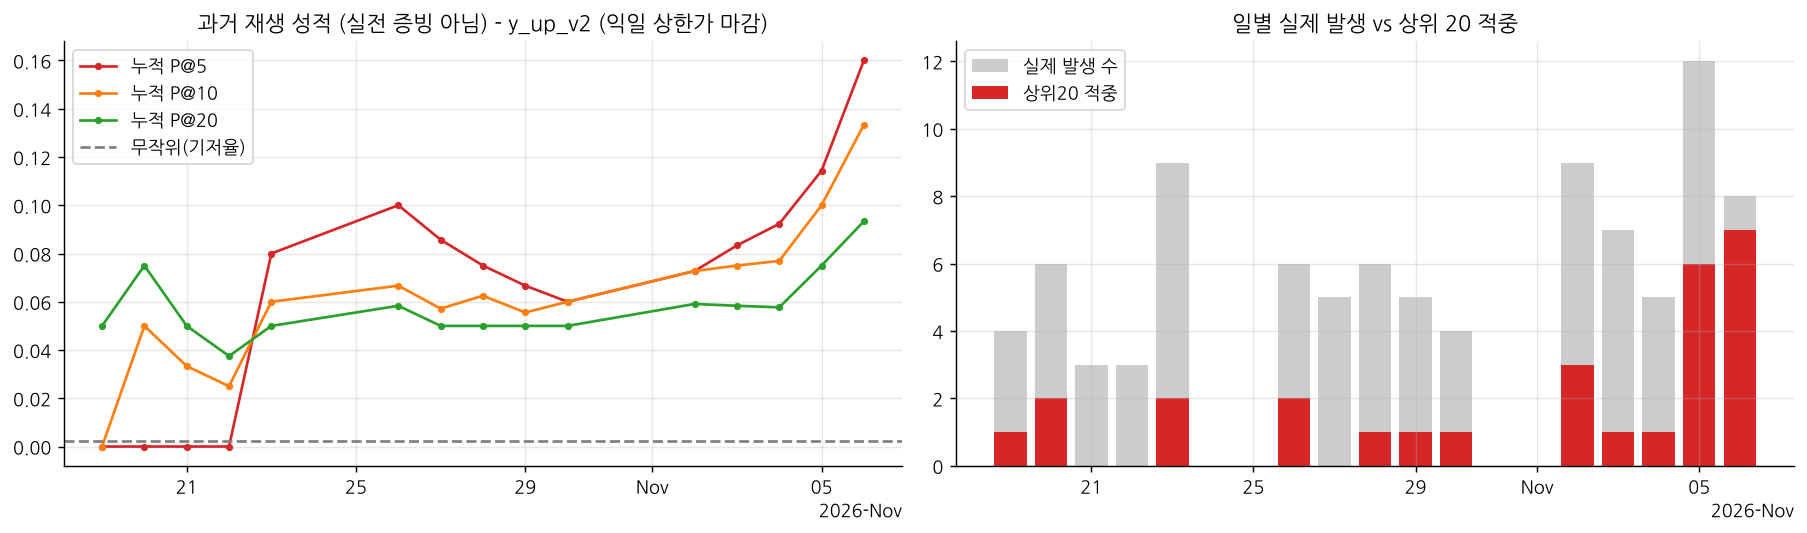 과거 재생 성적 (실전 증빙 아님) - y_up_v2 (익일 상한가 마감)
누적 P@5
누적 P@10
누적 P@20
무작위(기저율)
0.16
0.14
0.12
0.10
0.08
0.06
0.04
0.02
0.00
21
25
29
Nov
05
2026-Nov
일별 실제 발생 vs 상위 20 적중
실제 발생 수
상위20 적중
12
10
8
6
4
2
0
21
25
29
Nov
05
2026-Nov